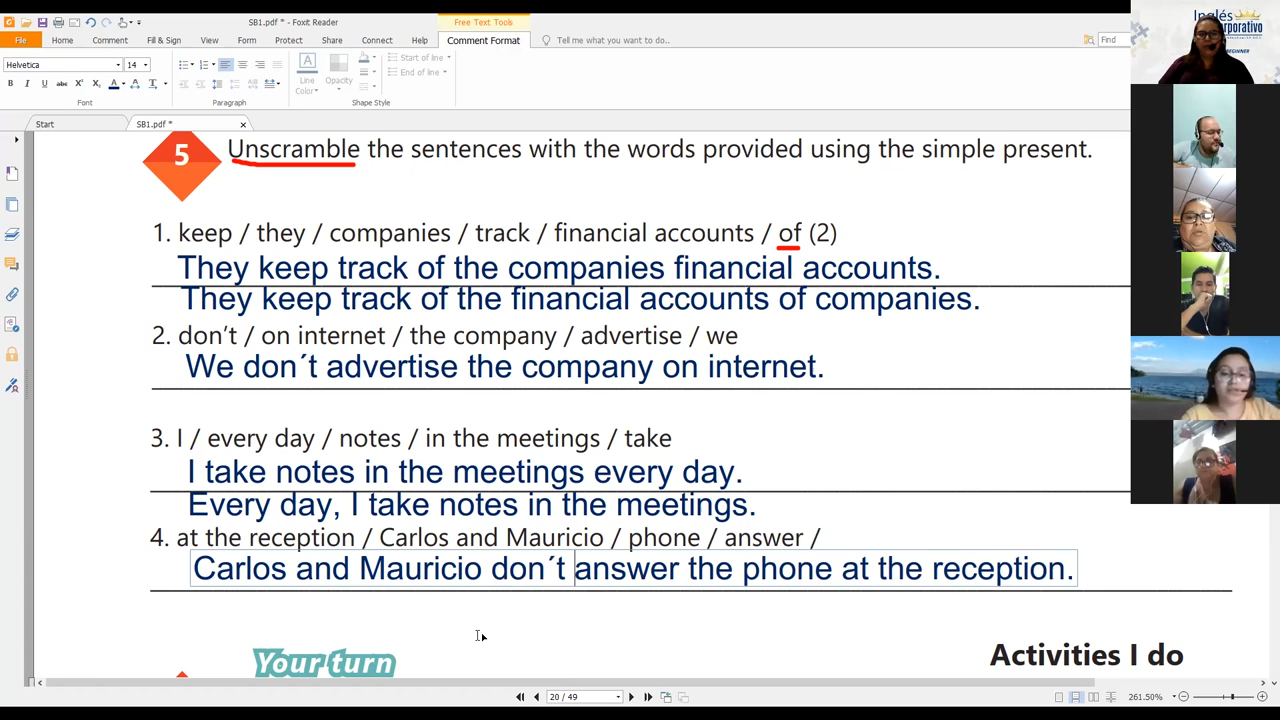 SB1.pdf * - Foxit Reader
Free Text Tools
File Home Comment Fill & Sign View Form Protect Share Connect Help Comment Format Tell me what you want to do.. Find
Helvetica 14
Line Color Opacity
Start of line
End of line
Font Paragraph Shape Style
Start SB1.pdf *
5 Unscramble the sentences with the words provided using the simple present.
1. keep / they / companies / track / financial accounts / of (2)
They keep track of the companies financial accounts.
They keep track of the financial accounts of companies.
2. don't / on internet / the company / advertise / we
We don´t advertise the company on internet.
3. I / every day / notes / in the meetings / take
I take notes in the meetings every day.
Every day, I take notes in the meetings.
4. at the reception / Carlos and Mauricio / phone / answer /
Carlos and Mauricio don´t answer the phone at the reception.
Your turn
Activities I do
20 / 49
261.50%